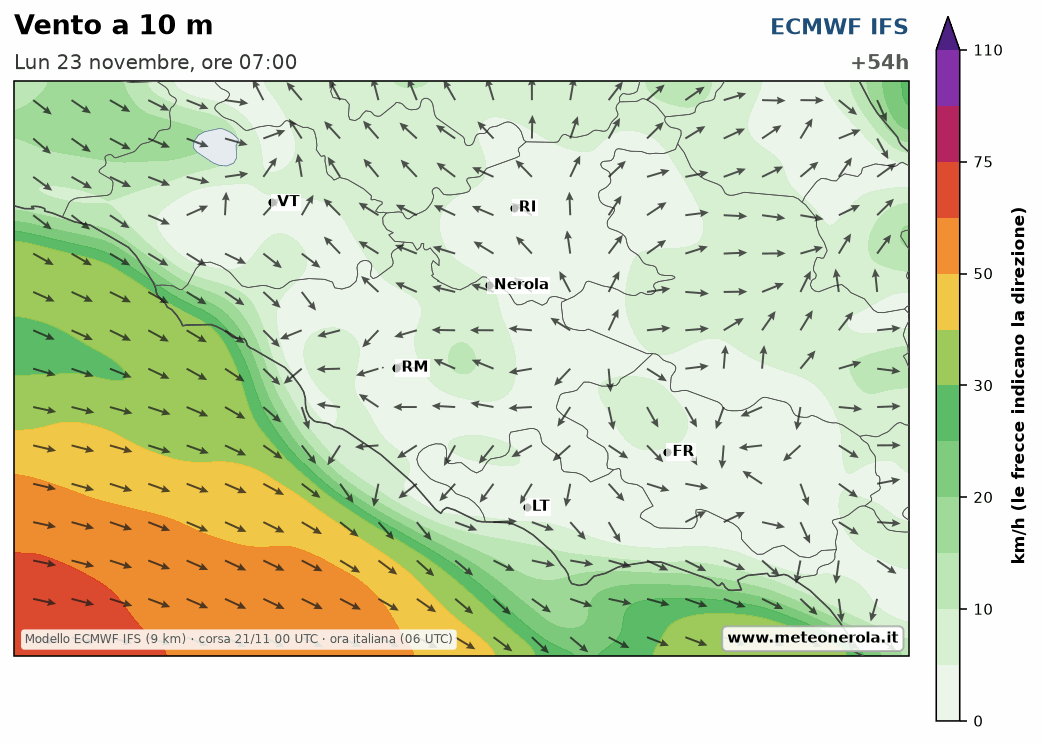 Vento a 10 m
ECMWF IFS
Lun 23 novembre, ore 07:00
+54h
VT
RI
Nerola
RM
FR
LT
Modello ECMWF IFS (9 km) · corsa 21/11 00 UTC · ora italiana (06 UTC)
www.meteonerola.it
110
75
50
30
20
10
0
km/h (le frecce indicano la direzione)